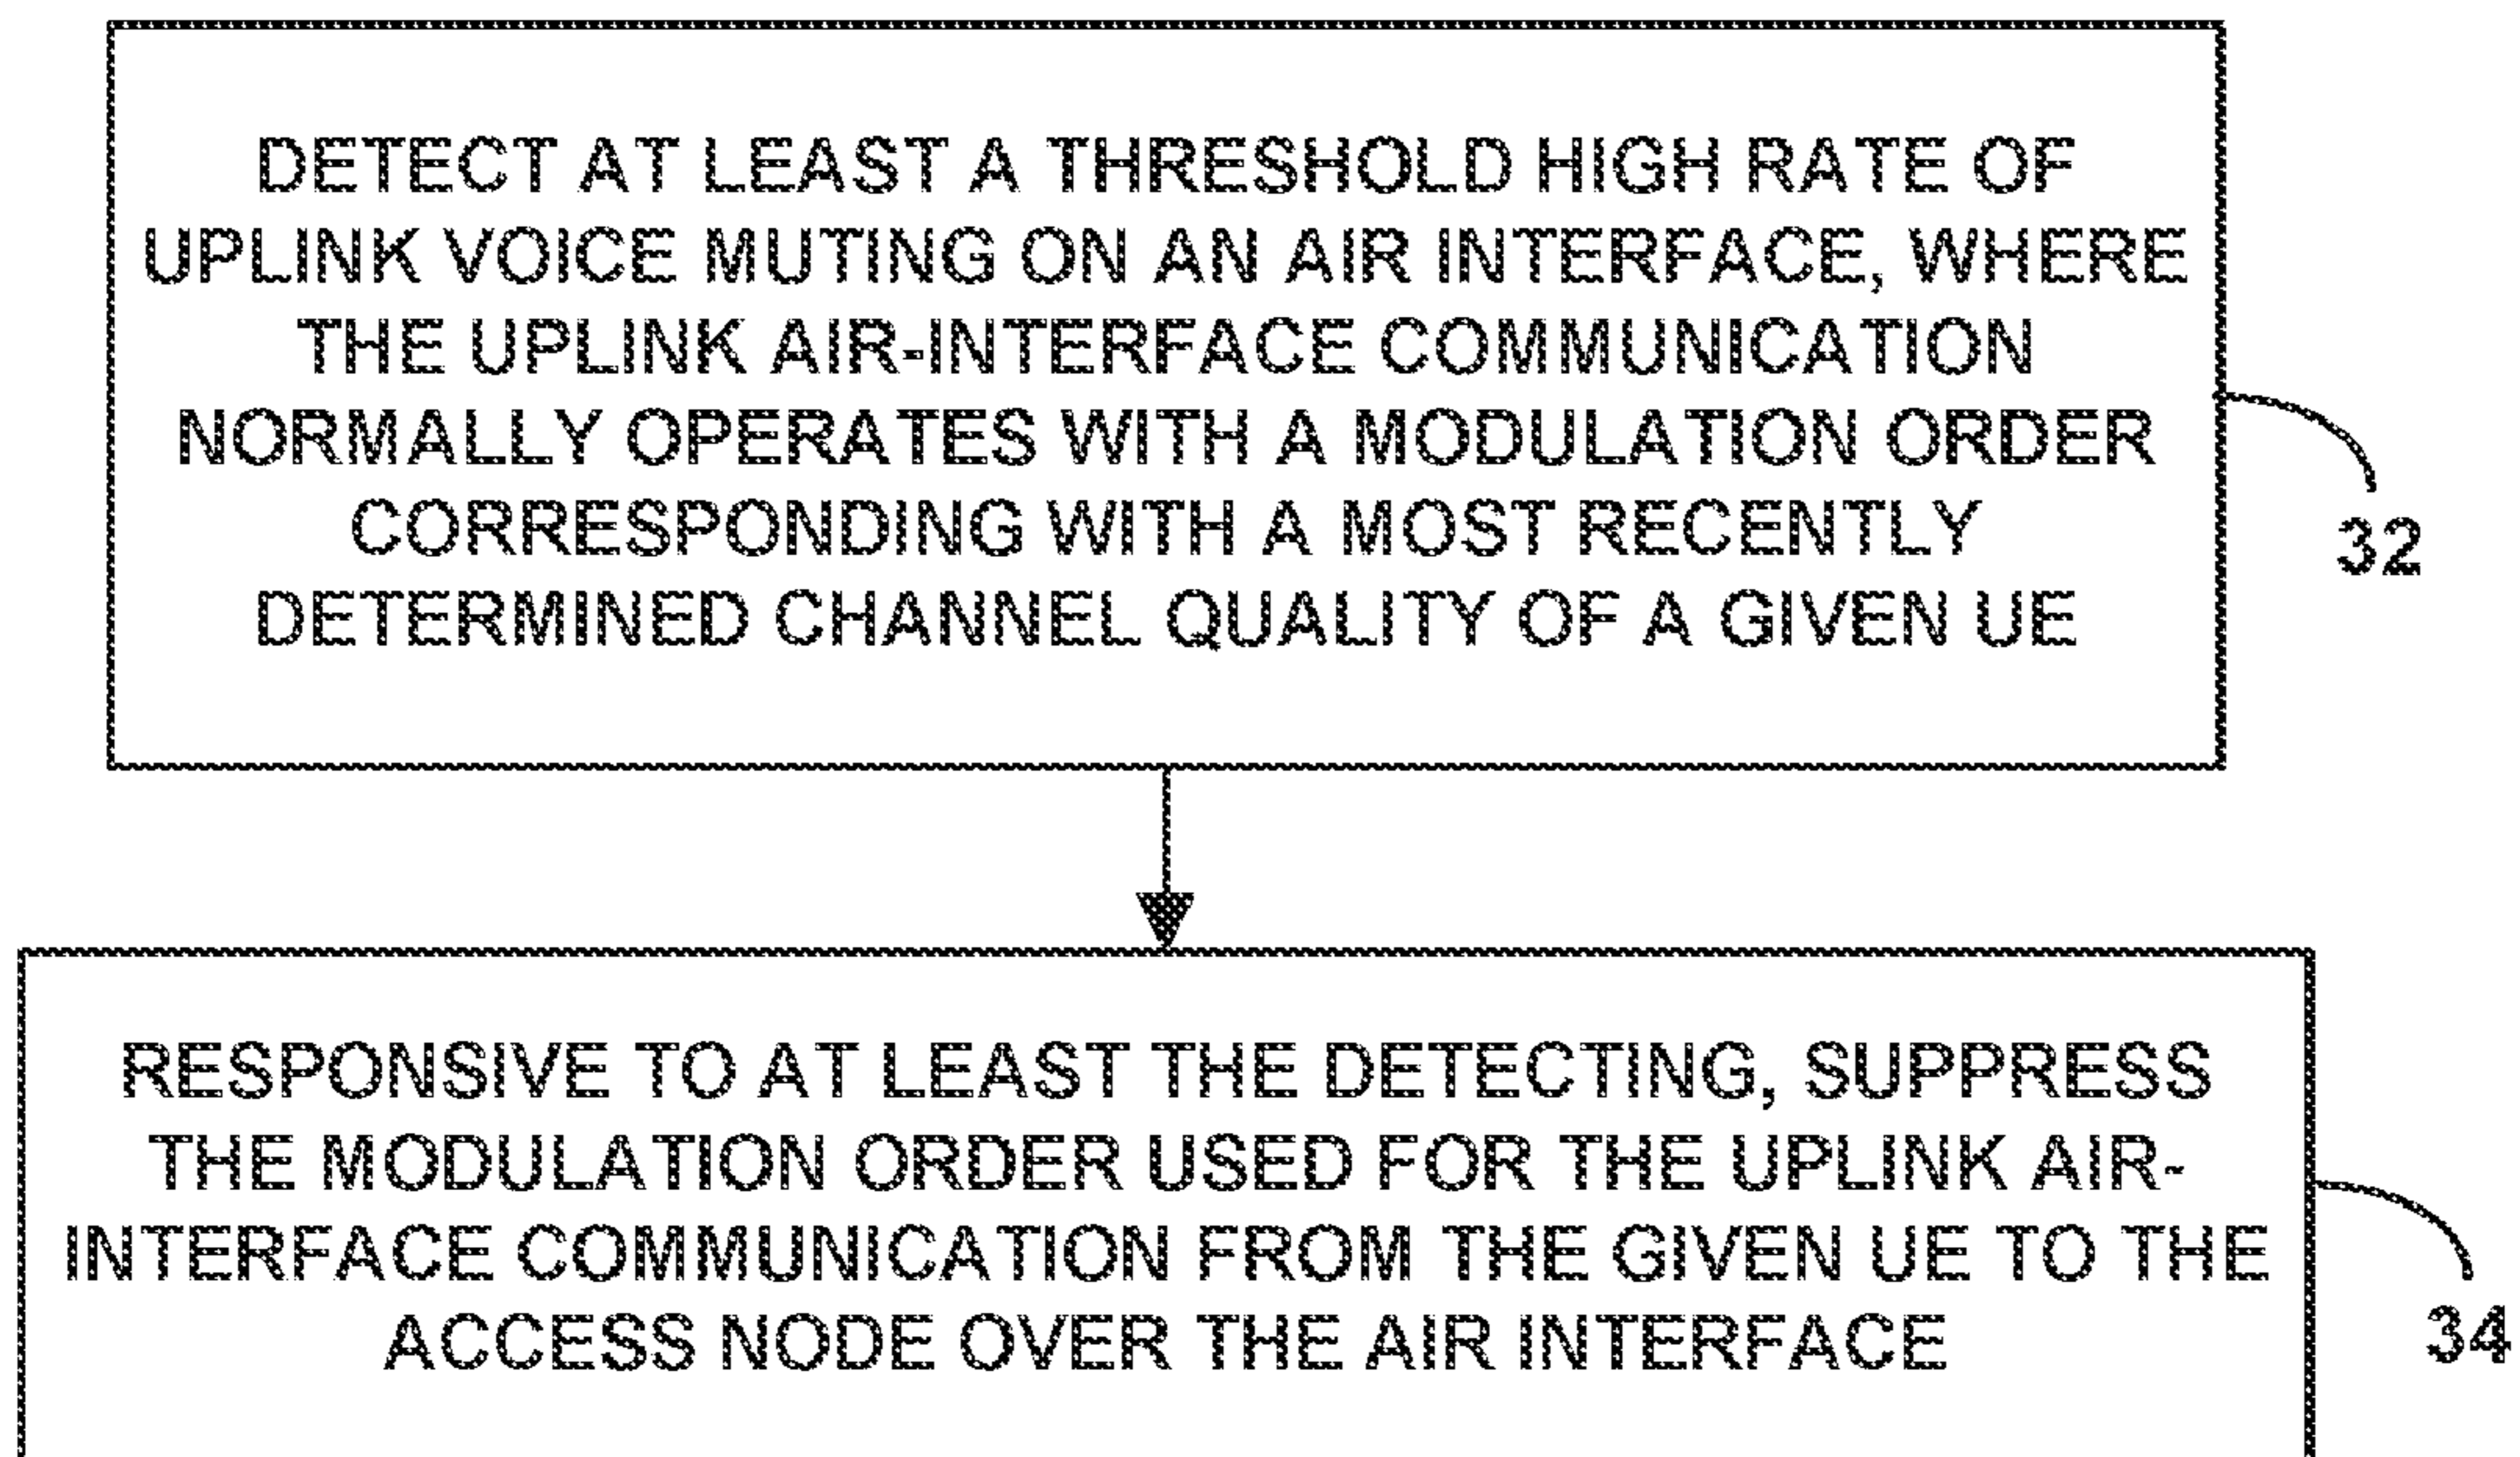 DETECT AT LEAST A THRESHOLD HIGH RATE OF
UPLINK VOICE MUTING ON AN AIR INTERFACE, WHERE
THE UPLINK AIR-INTERFACE COMMUNICATION
NORMALLY OPERATES WITH A MODULATION ORDER
CORRESPONDING WITH A MOST RECENTLY
DETERMINED CHANNEL QUALITY OF A GIVEN UE
32
RESPONSIVE TO AT LEAST THE DETECTING, SUPPRESS
THE MODULATION ORDER USED FOR THE UPLINK AIR-
INTERFACE COMMUNICATION FROM THE GIVEN UE TO THE
ACCESS NODE OVER THE AIR INTERFACE
34